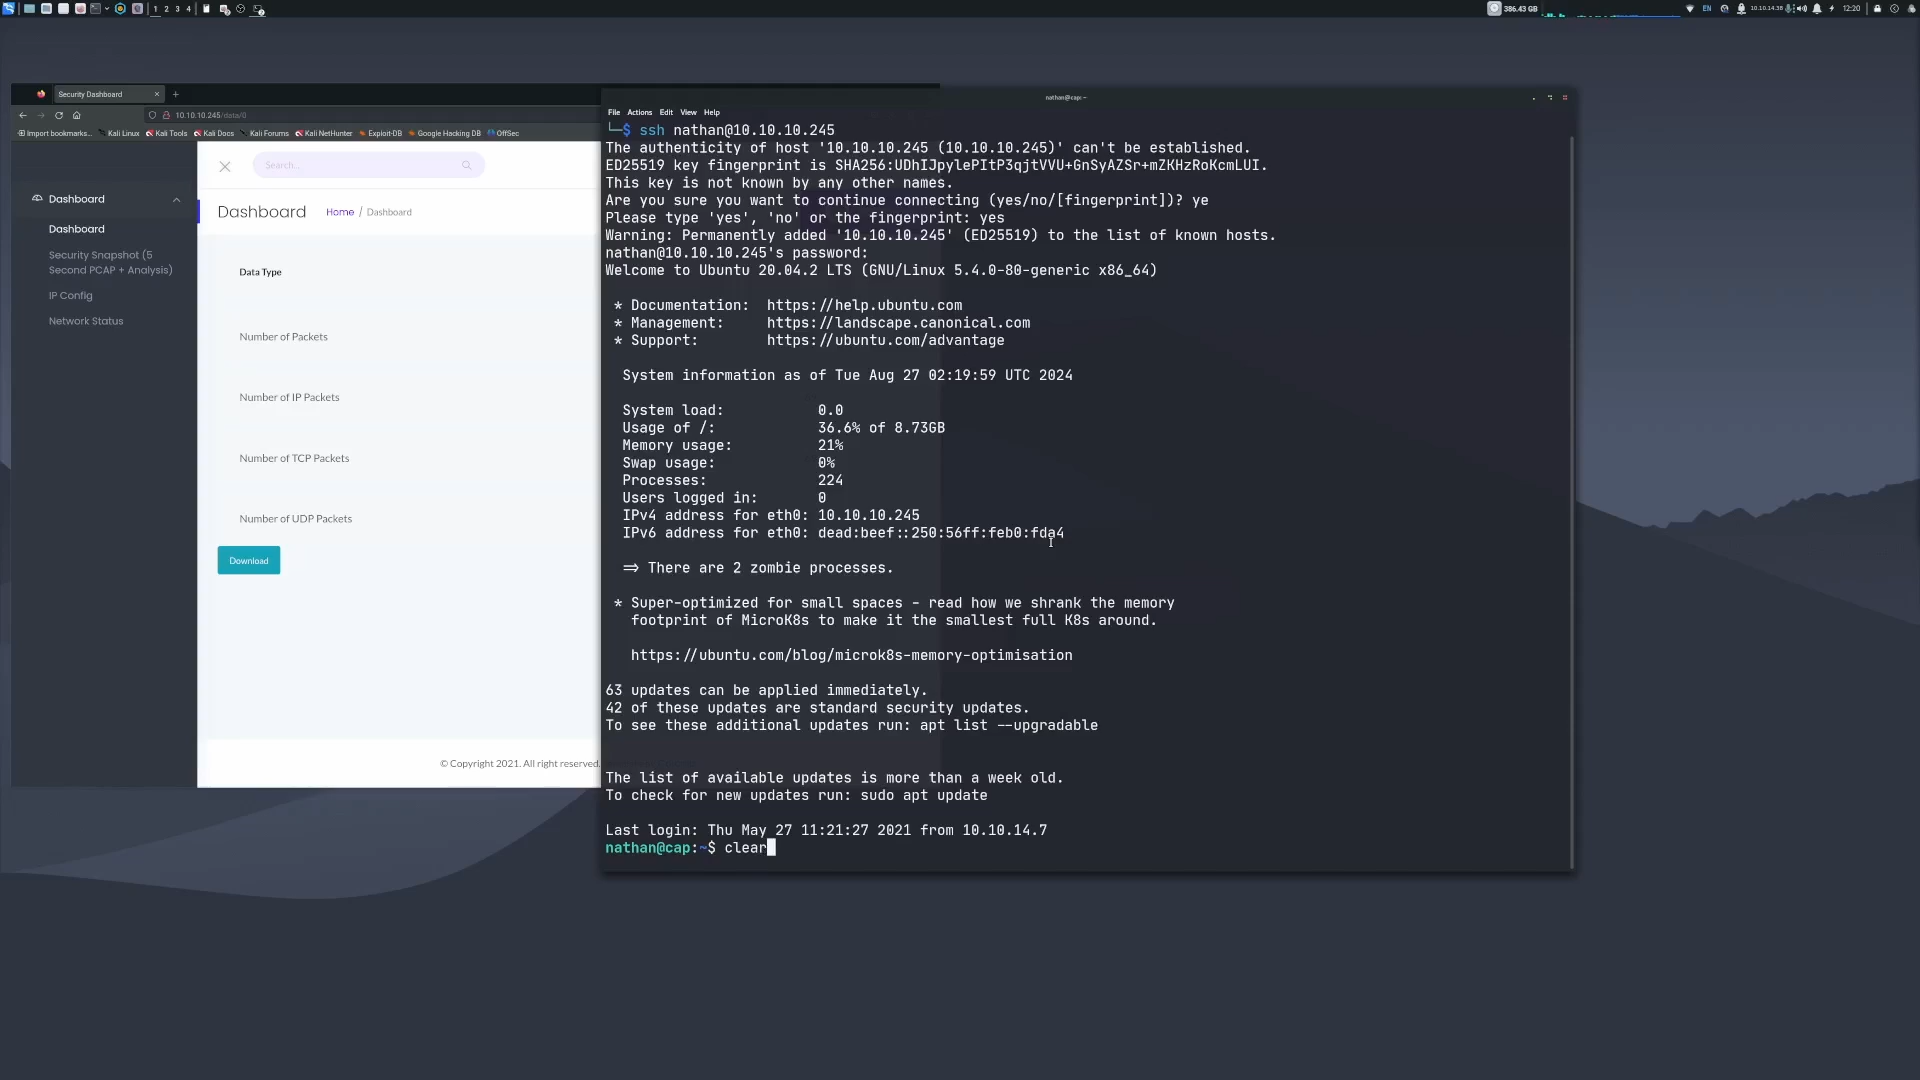 1 2 3 4
386.43 GB
EN
10.10.14.38
12:20
Security Dashboard
10.10.10.245/data/0
Import bookmarks... Kali Linux Kali Tools Kali Docs Kali Forums Kali NetHunter Exploit-DB Google Hacking DB OffSec
Dashboard
Dashboard
Security Snapshot (5
Second PCAP + Analysis)
IP Config
Network Status
Search...
Dashboard Home / Dashboard
Data Type
Number of Packets
Number of IP Packets
Number of TCP Packets
Number of UDP Packets
Download
© Copyright 2021. All right reserved.
nathan@cap: ~
File Actions Edit View Help
└─$ ssh nathan@10.10.10.245
The authenticity of host '10.10.10.245 (10.10.10.245)' can't be established.
ED25519 key fingerprint is SHA256:UDhIJpylePItP3qjtVVU+GnSyAZSr+mZKHzRoKcmLUI.
This key is not known by any other names.
Are you sure you want to continue connecting (yes/no/[fingerprint])? ye
Please type 'yes', 'no' or the fingerprint: yes
Warning: Permanently added '10.10.10.245' (ED25519) to the list of known hosts.
nathan@10.10.10.245's password:
Welcome to Ubuntu 20.04.2 LTS (GNU/Linux 5.4.0-80-generic x86_64)
* Documentation: https://help.ubuntu.com
* Management: https://landscape.canonical.com
* Support: https://ubuntu.com/advantage
System information as of Tue Aug 27 02:19:59 UTC 2024
System load: 0.0
Usage of /: 36.6% of 8.73GB
Memory usage: 21%
Swap usage: 0%
Processes: 224
Users logged in: 0
IPv4 address for eth0: 10.10.10.245
IPv6 address for eth0: dead:beef::250:56ff:feb0:fda4
=> There are 2 zombie processes.
* Super-optimized for small spaces - read how we shrank the memory
footprint of MicroK8s to make it the smallest full K8s around.
https://ubuntu.com/blog/microk8s-memory-optimisation
63 updates can be applied immediately.
42 of these updates are standard security updates.
To see these additional updates run: apt list --upgradable
The list of available updates is more than a week old.
To check for new updates run: sudo apt update
Last login: Thu May 27 11:21:27 2021 from 10.10.14.7
nathan@cap:~$ clear